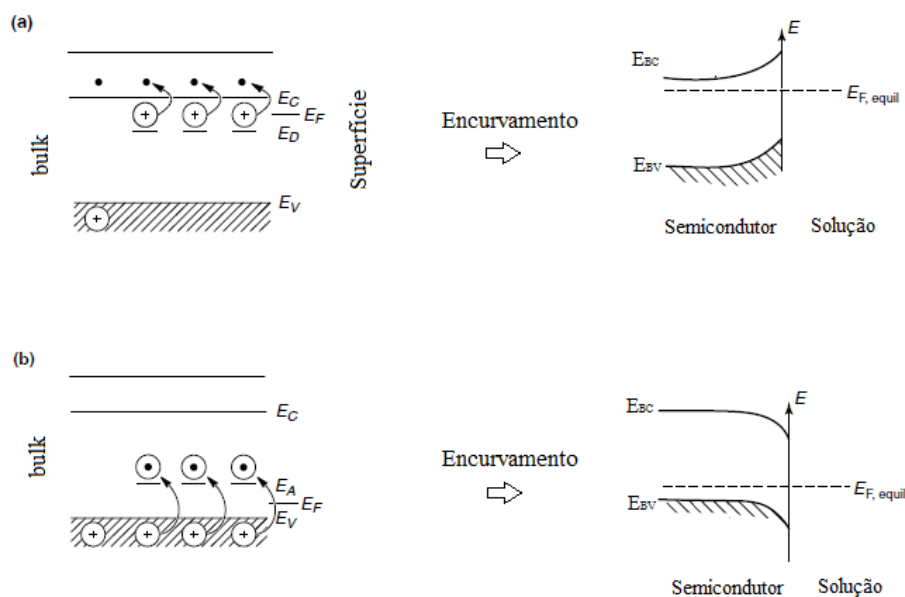 (a)
bulk
E_C
E_F
E_D
E_V
Superfície
Encurvamento
E
E_BC
E_F, equil
E_BV
Semicondutor Solução
(b)
bulk
E_C
E_A
E_F
E_V
Encurvamento
E
E_BC
E_F, equil
E_BV
Semicondutor Solução